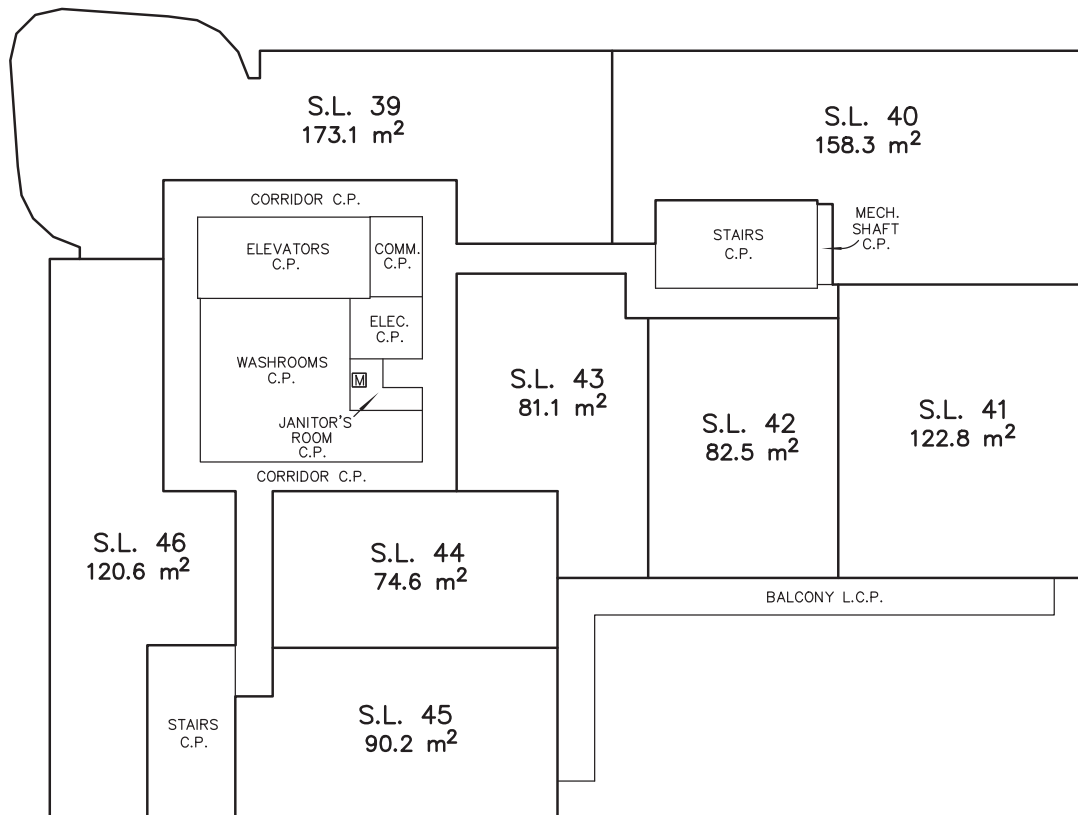 S.L. 39
173.1 m²
S.L. 40
158.3 m²
CORRIDOR C.P.
ELEVATORS
C.P.
COMM.
C.P.
STAIRS
C.P.
MECH.
SHAFT
C.P.
ELEC.
C.P.
WASHROOMS
C.P.
M
JANITOR'S
ROOM
C.P.
CORRIDOR C.P.
S.L. 43
81.1 m²
S.L. 42
82.5 m²
S.L. 41
122.8 m²
S.L. 46
120.6 m²
S.L. 44
74.6 m²
BALCONY L.C.P.
STAIRS
C.P.
S.L. 45
90.2 m²